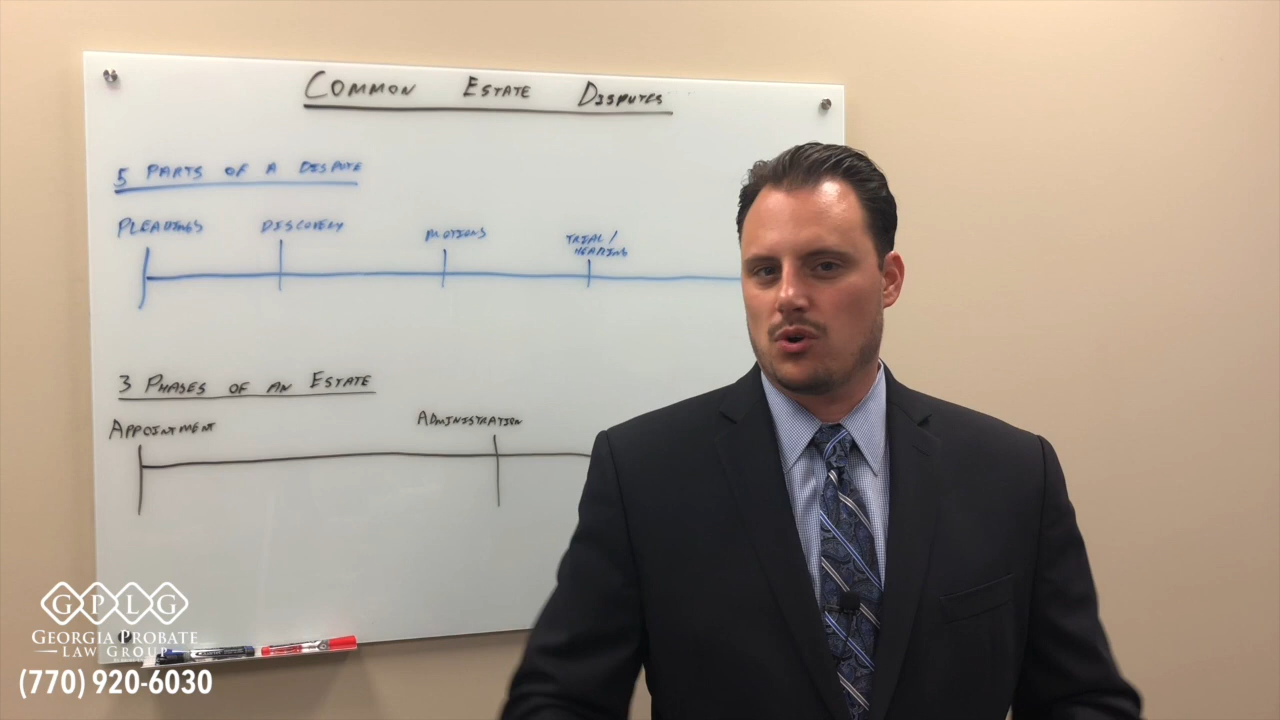 COMMON ESTATE DISPUTES
5 PARTS OF A DISPUTE
PLEADINGS DISCOVERY MOTIONS TRIAL/
HEARING
3 PHASES OF AN ESTATE
APPOINTMENT ADMINISTRATION
GPLG
GEORGIA PROBATE
LAW GROUP
(770) 920-6030